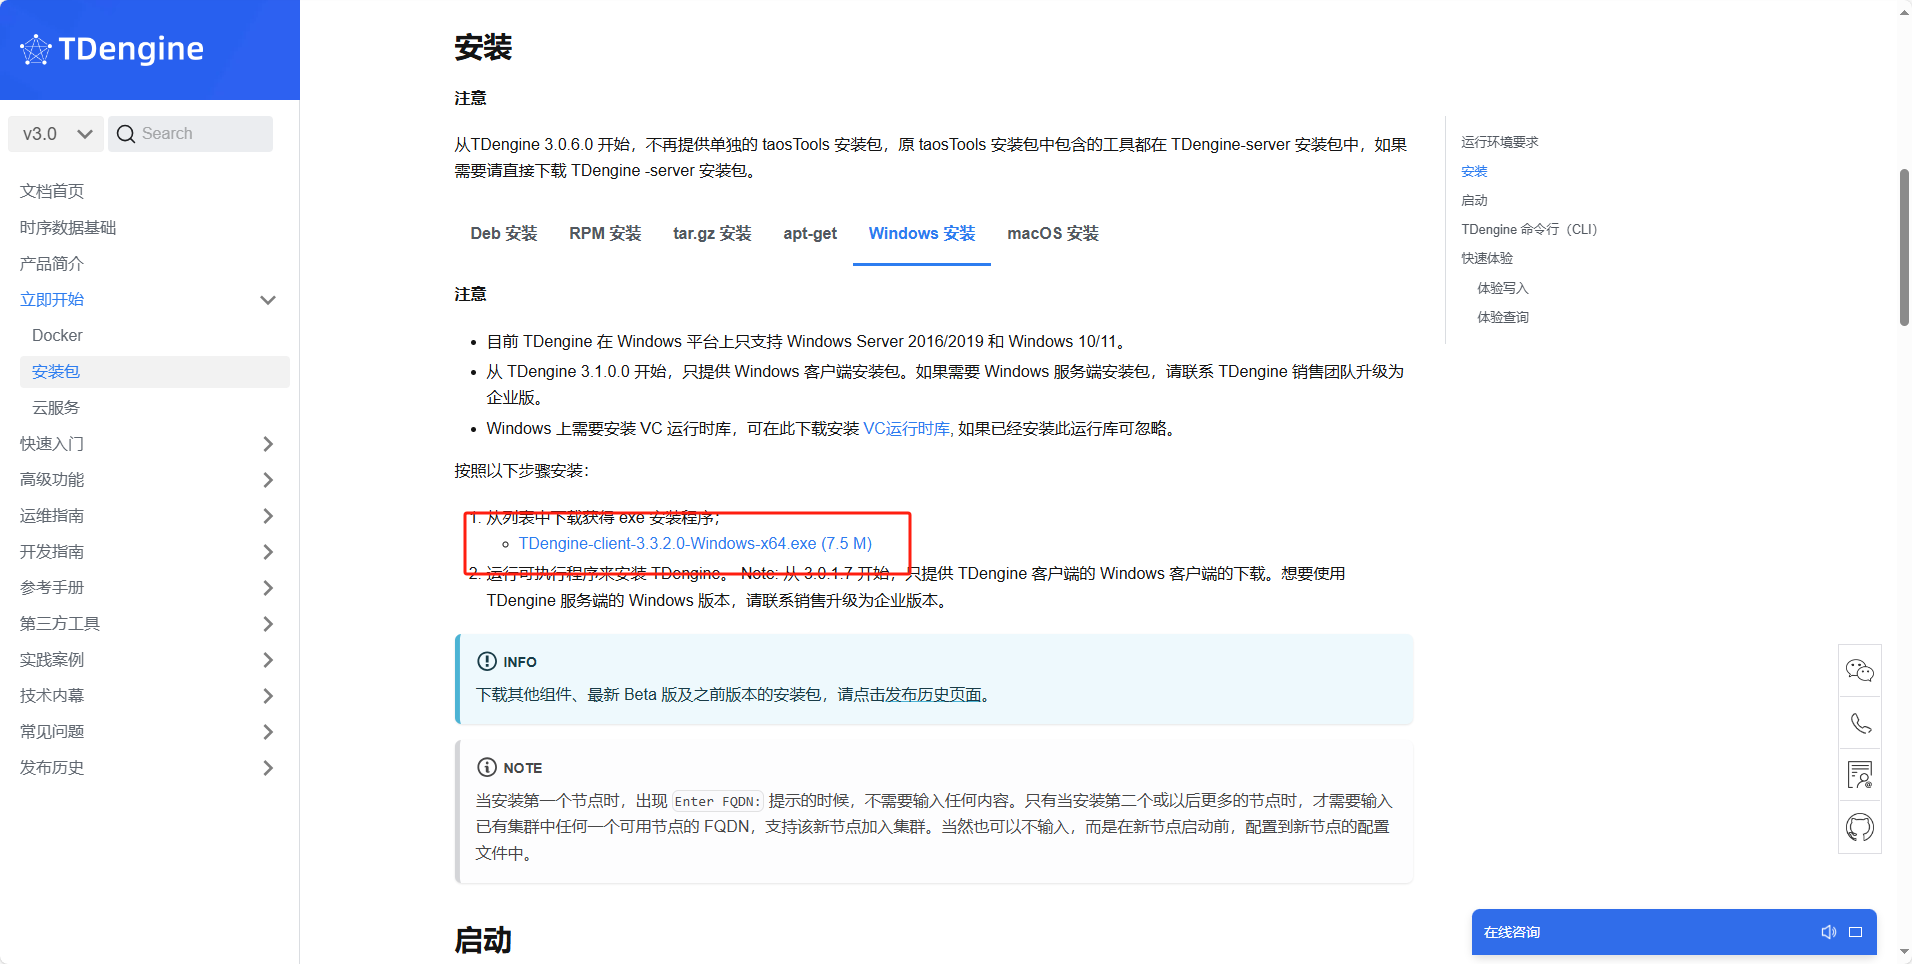 TDengine
v3.0
Search
文档首页
时序数据基础
产品简介
立即开始
Docker
安装包
云服务
快速入门
高级功能
运维指南
开发指南
参考手册
第三方工具
实践案例
技术内幕
常见问题
发布历史
安装
注意
从TDengine 3.0.6.0 开始，不再提供单独的 taosTools 安装包，原 taosTools 安装包中包含的工具都在 TDengine-server 安装包中，如果
需要请直接下载 TDengine -server 安装包。
Deb 安装 RPM 安装 tar.gz 安装 apt-get Windows 安装 macOS 安装
注意
• 目前 TDengine 在 Windows 平台上只支持 Windows Server 2016/2019 和 Windows 10/11。
• 从 TDengine 3.1.0.0 开始，只提供 Windows 客户端安装包。如果需要 Windows 服务端安装包，请联系 TDengine 销售团队升级为
企业版。
• Windows 上需要安装 VC 运行时库，可在此下载安装 VC运行时库, 如果已经安装此运行库可忽略。
按照以下步骤安装：
1. 从列表中下载获得 exe 安装程序；
TDengine-client-3.3.2.0-Windows-x64.exe (7.5 M)
2. 运行可执行程序来安装 TDengine。 Note: 从 3.0.1.7 开始，只提供 TDengine 客户端的 Windows 客户端的下载。想要使用
TDengine 服务端的 Windows 版本，请联系销售升级为企业版本。
INFO
下载其他组件、最新 Beta 版及之前版本的安装包，请点击发布历史页面。
NOTE
当安装第一个节点时，出现 Enter FQDN: 提示的时候，不需要输入任何内容。只有当安装第二个或以后更多的节点时，才需要输入
已有集群中任何一个可用节点的 FQDN，支持该新节点加入集群。当然也可以不输入，而是在新节点启动前，配置到新节点的配置
文件中。
启动
运行环境要求
安装
启动
TDengine 命令行（CLI）
快速体验
体验写入
体验查询
在线咨询